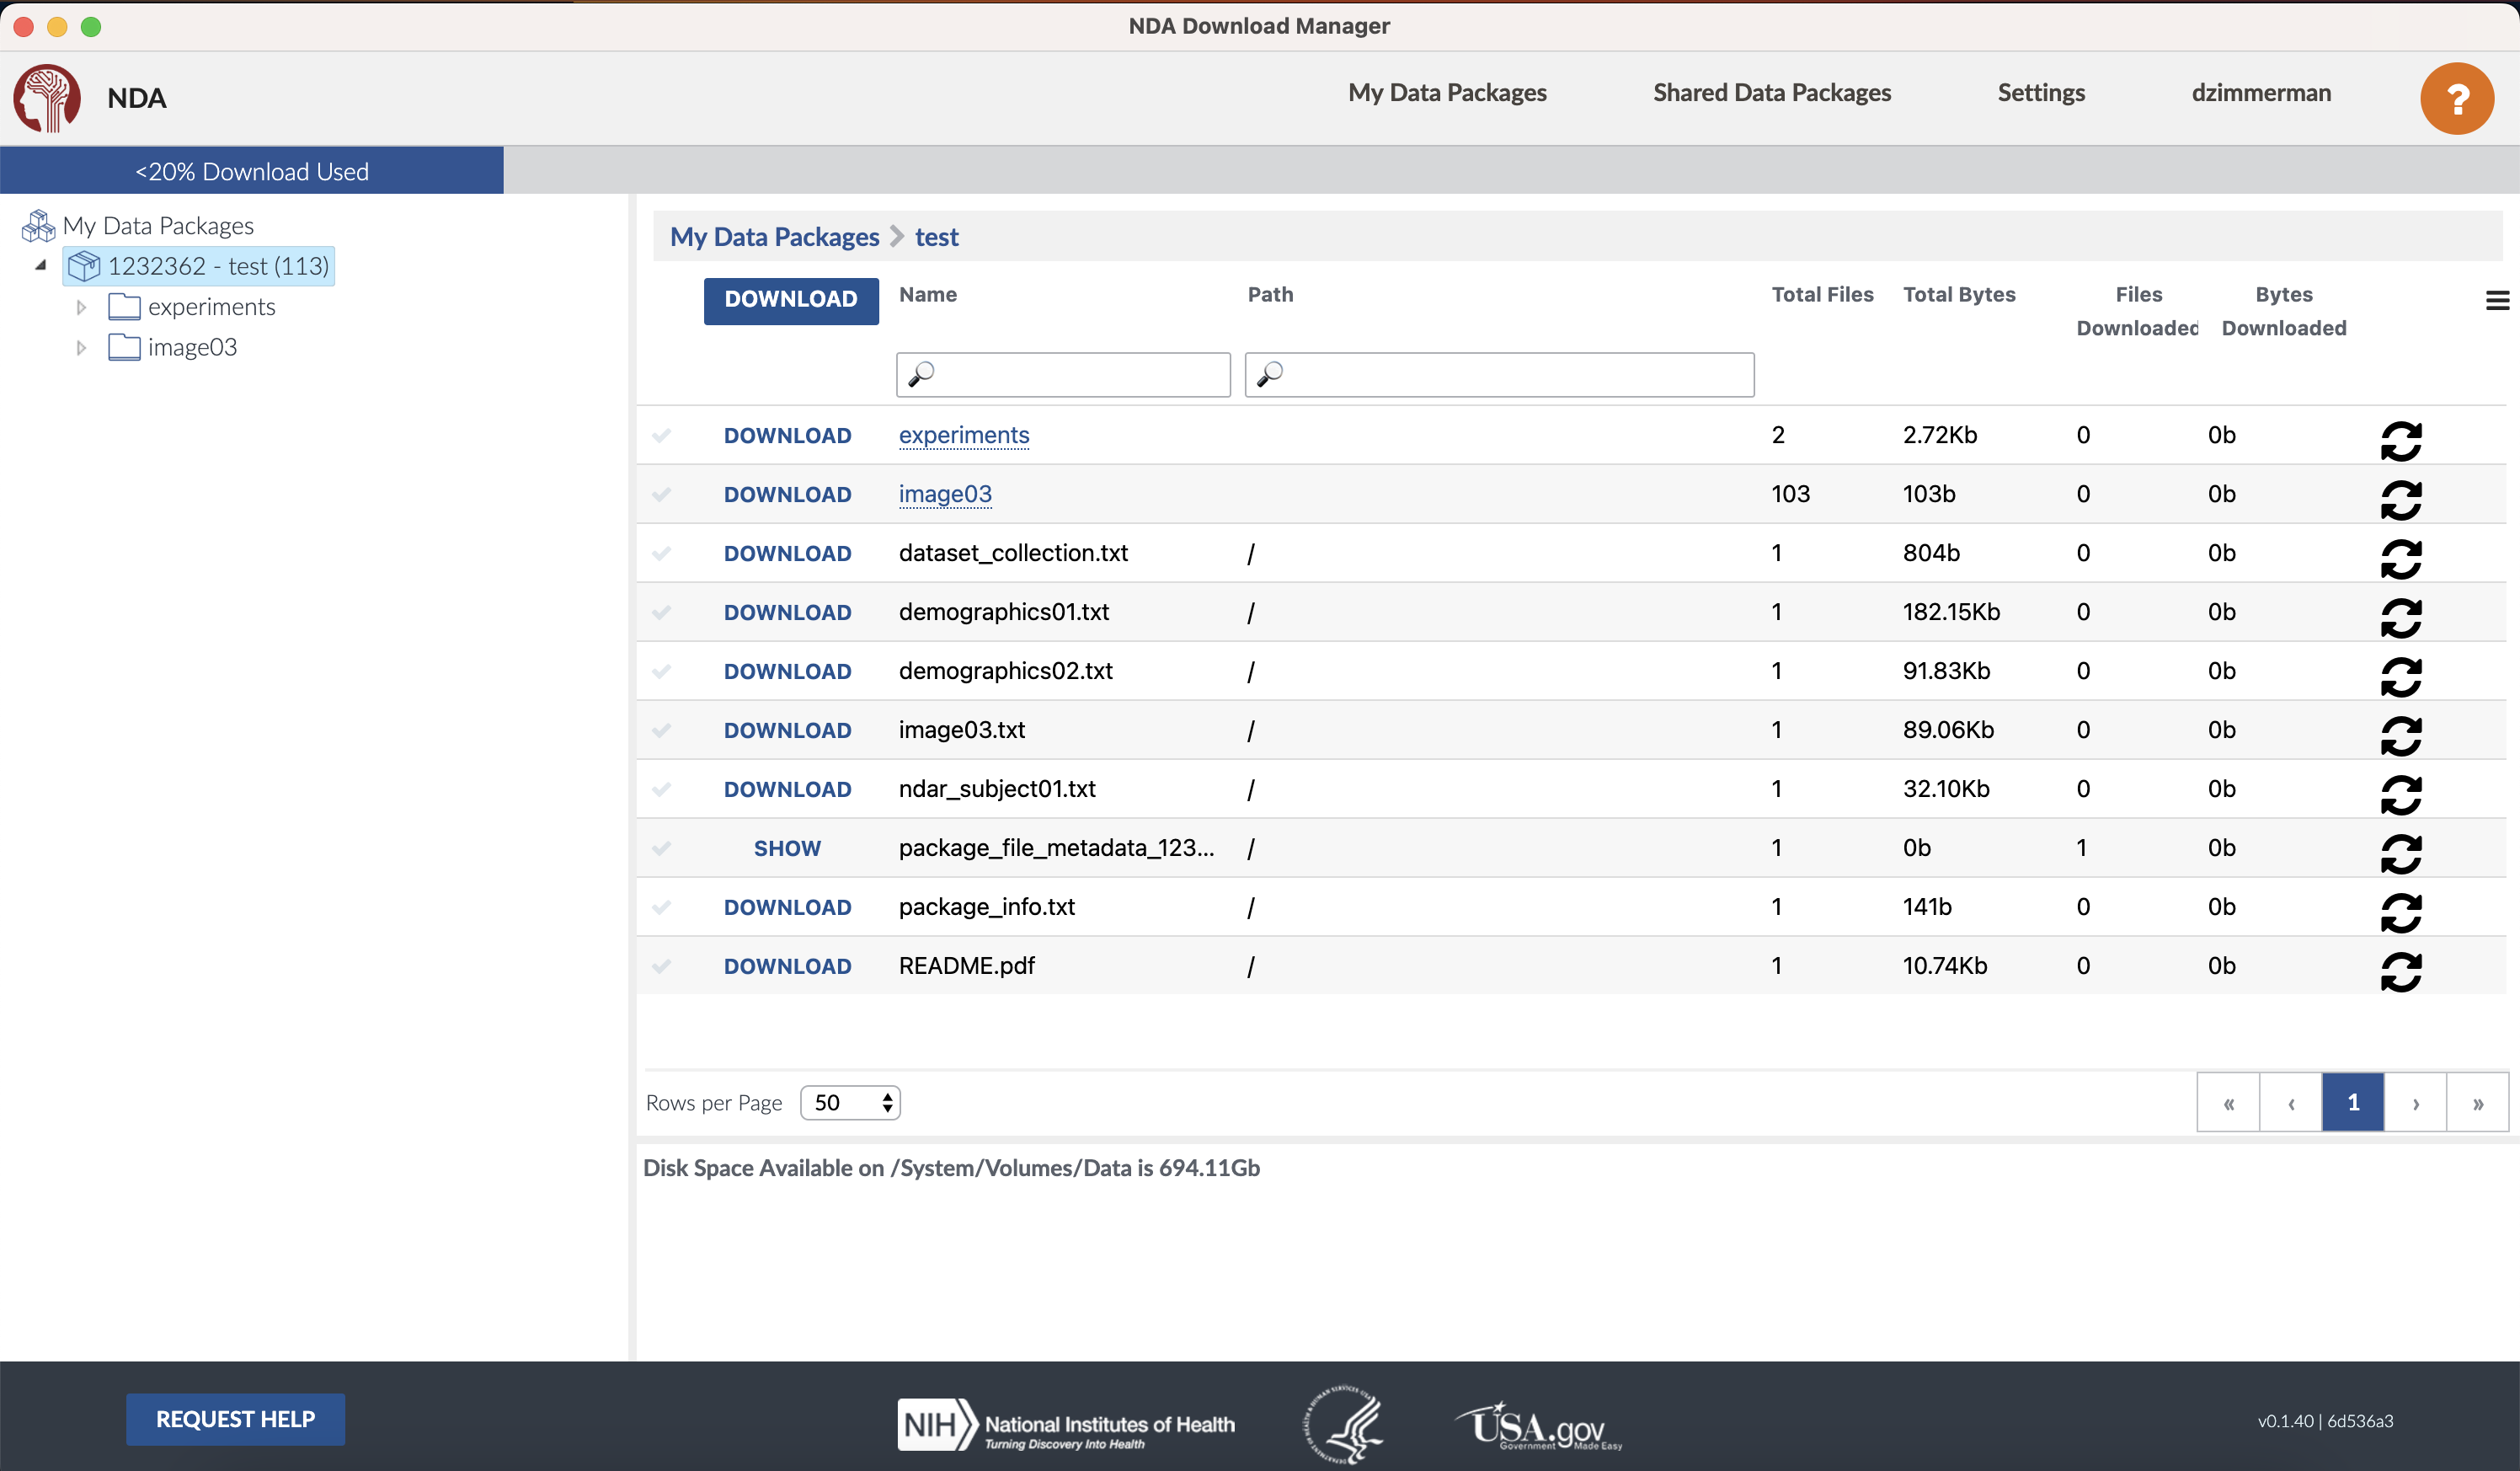 NDA Download Manager
NDA
My Data Packages
Shared Data Packages
Settings
dzimmerman
?
<20% Download Used
My Data Packages
1232362 - test (113)
experiments
image03
My Data Packages > test
DOWNLOAD Name Path Total Files Total Bytes Files Downloaded Bytes Downloaded
DOWNLOAD experiments 2 2.72Kb 0 0b
DOWNLOAD image03 103 103b 0 0b
DOWNLOAD dataset_collection.txt / 1 804b 0 0b
DOWNLOAD demographics01.txt / 1 182.15Kb 0 0b
DOWNLOAD demographics02.txt / 1 91.83Kb 0 0b
DOWNLOAD image03.txt / 1 89.06Kb 0 0b
DOWNLOAD ndar_subject01.txt / 1 32.10Kb 0 0b
SHOW package_file_metadata_123... / 1 0b 1 0b
DOWNLOAD package_info.txt / 1 141b 0 0b
DOWNLOAD README.pdf / 1 10.74Kb 0 0b
Rows per Page 50
« ‹ 1 › »
Disk Space Available on /System/Volumes/Data is 694.11Gb
REQUEST HELP
NIH National Institutes of Health
Turning Discovery Into Health
USA.gov
Government Made Easy
v0.1.40 | 6d536a3